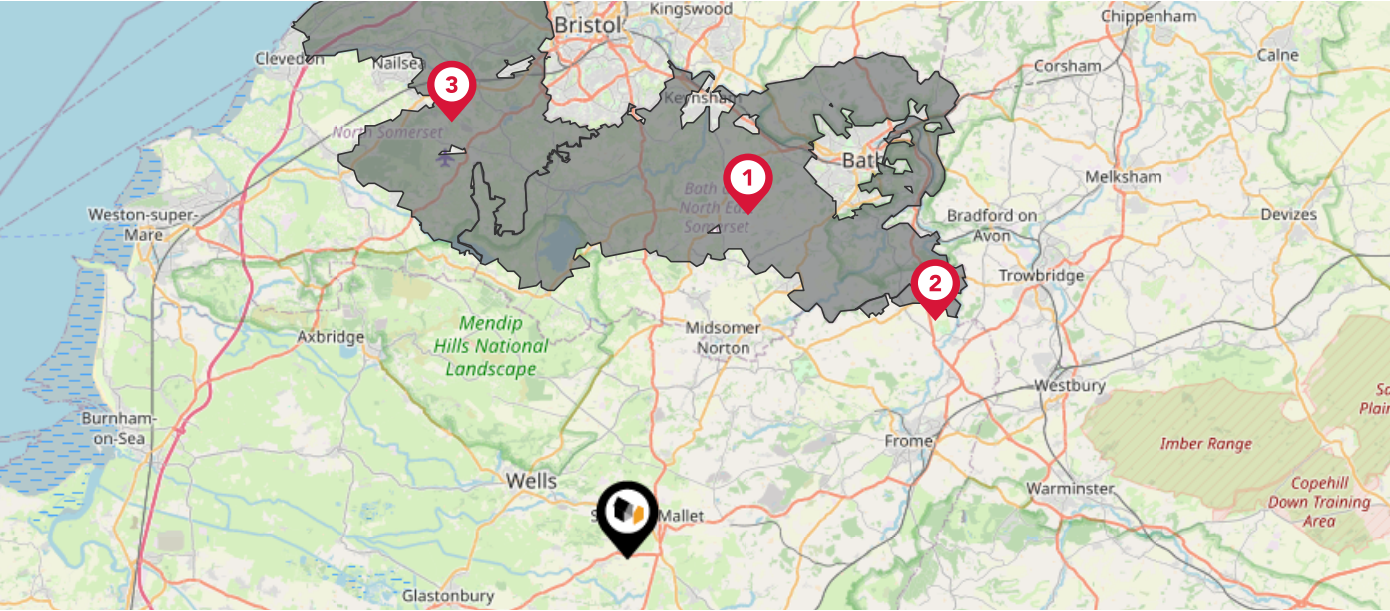 Kingswood
Bristol
Chippenham
Clevedon
Nailsea
Calne
Corsham
3
Keynsham
North Somerset
Bath
1
Melksham
Bath
North East
Somerset
Weston-super-
Mare
Bradford on
Avon
Devizes
2
Trowbridge
Mendip
Hills National
Landscape
Axbridge
Midsomer
Norton
Westbury
Burnham-
on-Sea
Frome
Imber Range
Wells
Copehill
Down Training
Area
Warminster
Mallet
Glastonbury